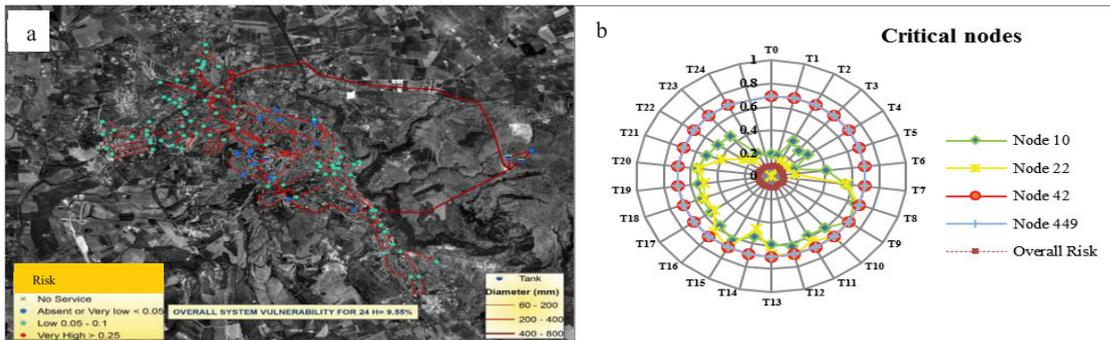 a
Risk
No Service
Absent or Very low < 0.05
Low 0.05 - 0.1
Very High > 0.25
OVERALL SYSTEM VULNERABILITY FOR 24 H= 9.55%
Tank
Diameter (mm)
60 - 200
200 - 400
400 - 800
b
Critical nodes
T0
T1
T2
T3
T4
T5
T6
T7
T8
T9
T10
T11
T12
T13
T14
T15
T16
T17
T18
T19
T20
T21
T22
T23
T24
1
0.8
0.6
0.4
0.2
0
Node 10
Node 22
Node 42
Node 449
Overall Risk